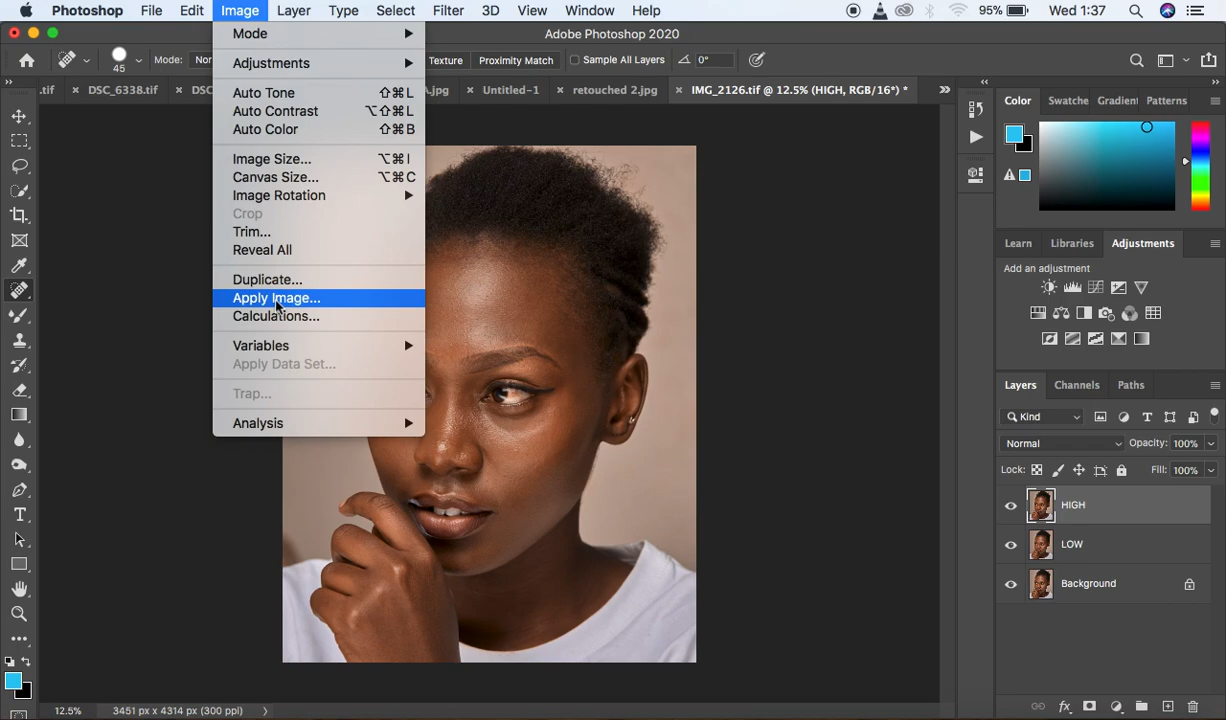 Photoshop File Edit Image Layer Type Select Filter 3D View Window Help 95% Wed 1:37
Adobe Photoshop 2020
45 Mode: Texture Proximity Match Sample All Layers 0°
.tif × DSC_6338.tif × .jpg × Untitled-1 × retouched 2.jpg × IMG_2126.tif @ 12.5% (HIGH, RGB/16*) *
Mode
Adjustments
Auto Tone ⇧⌘L
Auto Contrast ⌥⇧⌘L
Auto Color ⇧⌘B
Image Size... ⌥⌘I
Canvas Size... ⌥⌘C
Image Rotation
Crop
Trim...
Reveal All
Duplicate...
Apply Image...
Calculations...
Variables
Apply Data Set...
Trap...
Analysis
Color Swatche Gradient Patterns
Learn Libraries Adjustments
Add an adjustment
Layers Channels Paths
Kind
Normal Opacity: 100%
Lock: Fill: 100%
HIGH
LOW
Background
12.5% 3451 px x 4314 px (300 ppi)